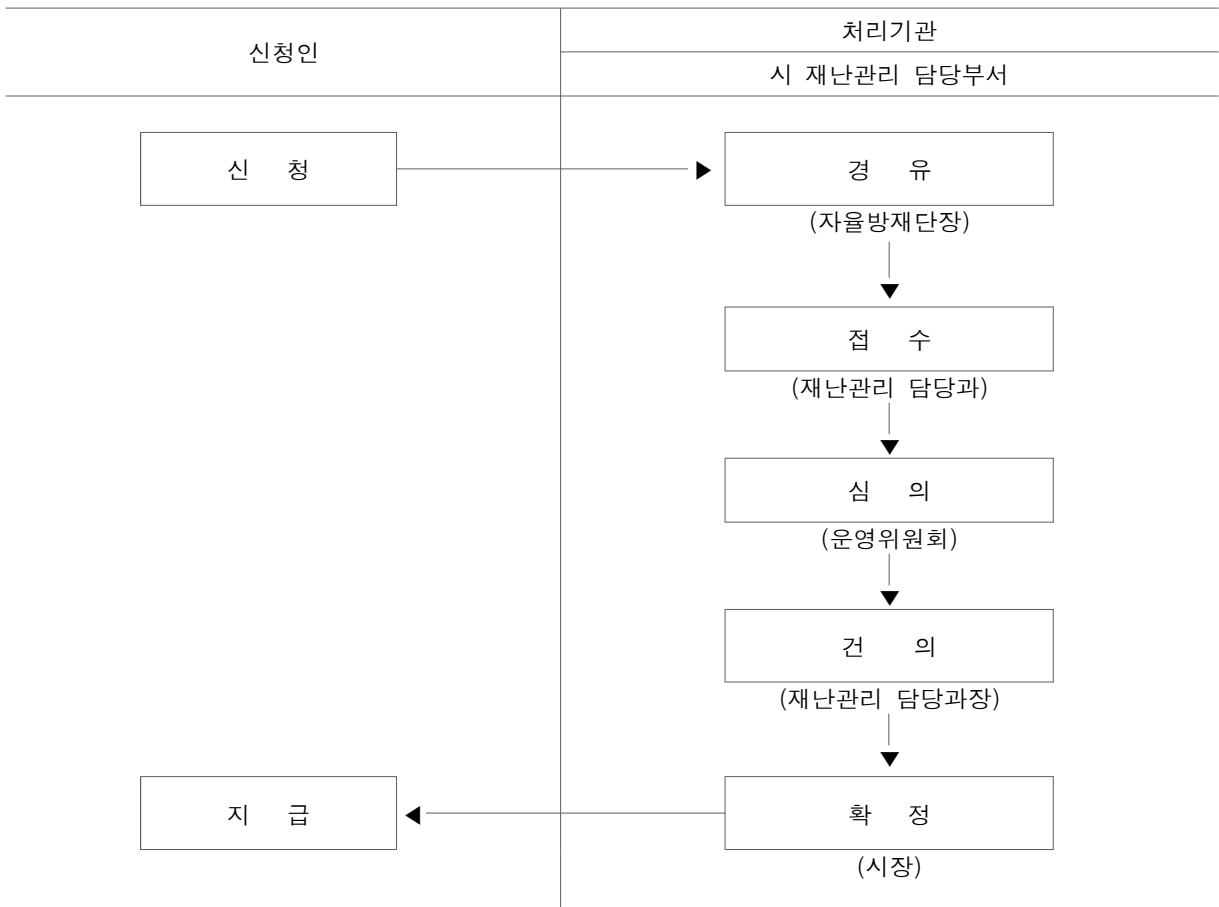 신청인
처리기관
시 재난관리 담당부서
신 청
경 유
(자율방재단장)
접 수
(재난관리 담당과)
심 의
(운영위원회)
건 의
(재난관리 담당과장)
지 급
확 정
(시장)